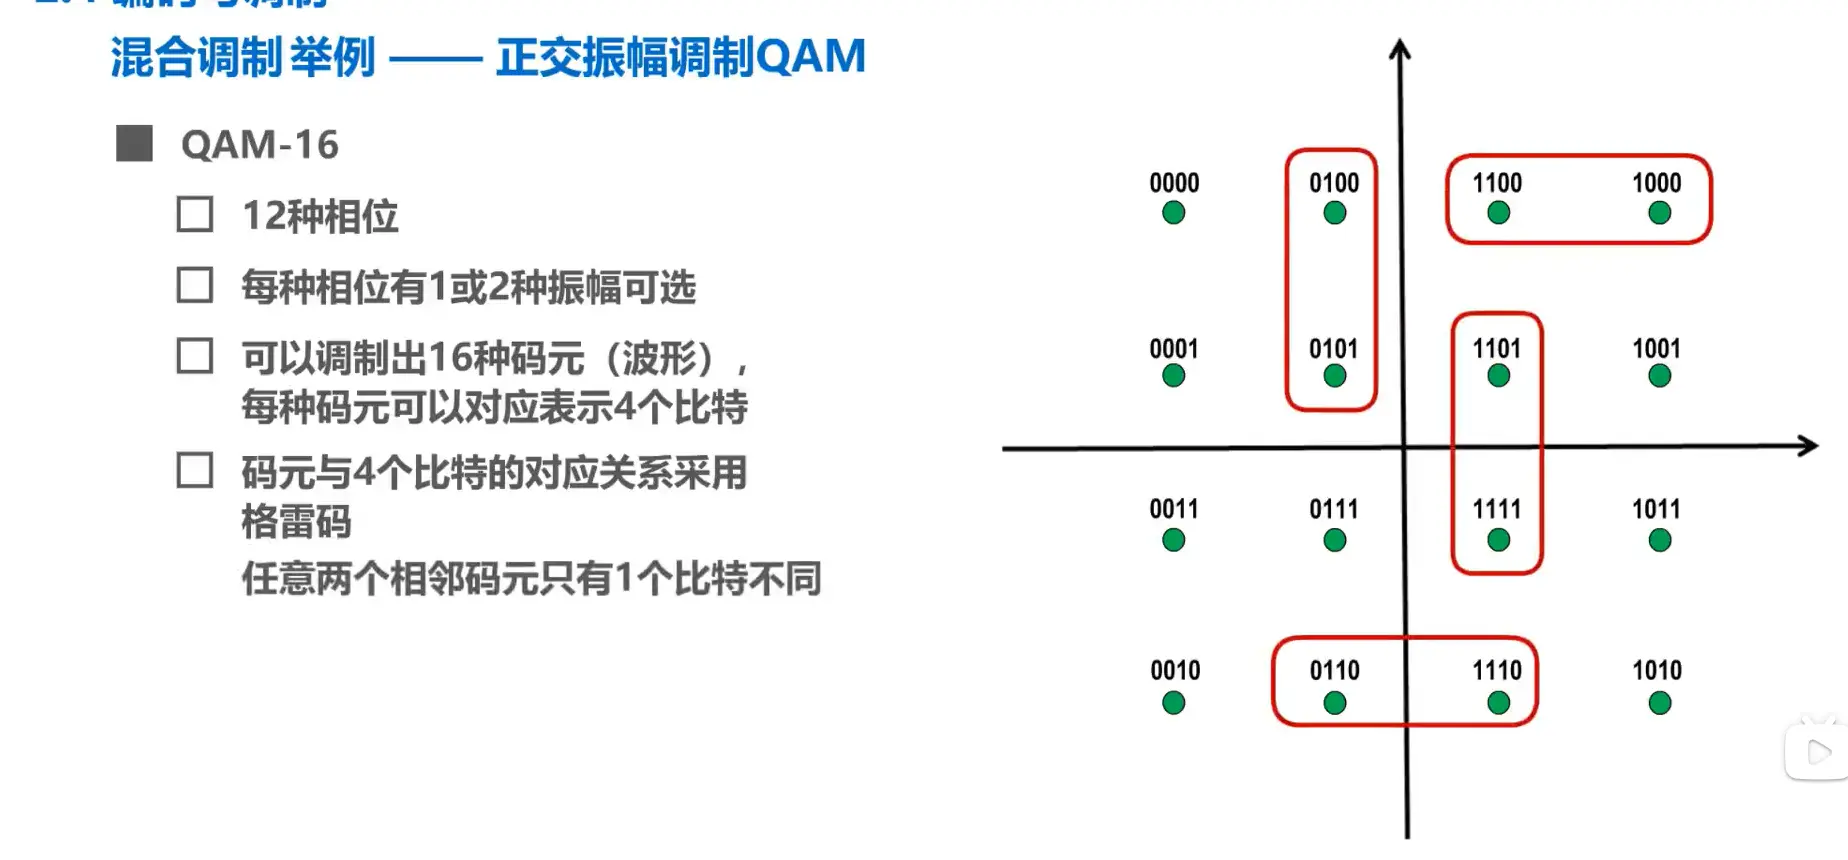 混合调制 举例 —— 正交振幅调制QAM
QAM-16
12种相位
每种相位有1或2种振幅可选
可以调制出16种码元（波形），
每种码元可以对应表示4个比特
码元与4个比特的对应关系采用
格雷码
任意两个相邻码元只有1个比特不同
0000 0100 1100 1000
0001 0101 1101 1001
0011 0111 1111 1011
0010 0110 1110 1010